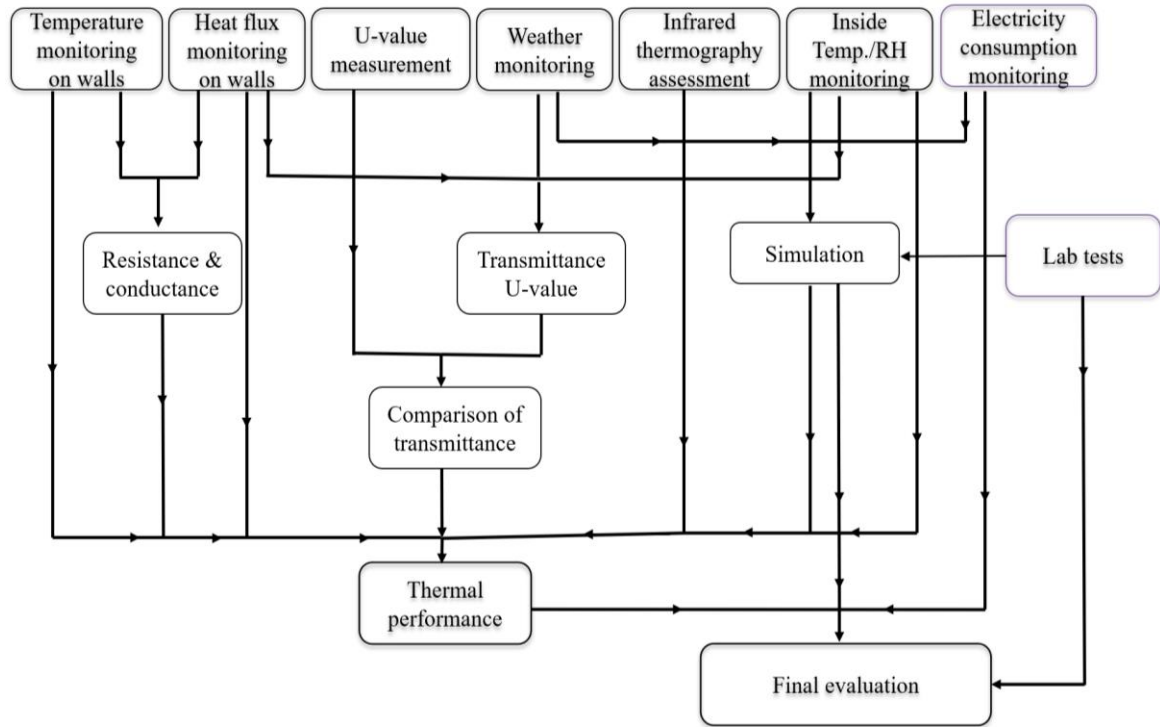 Temperature
monitoring
on walls
Heat flux
monitoring
on walls
U-value
measurement
Weather
monitoring
Infrared
thermography
assessment
Inside
Temp./RH
monitoring
Electricity
consumption
monitoring
Resistance &
conductance
Transmittance
U-value
Simulation
Lab tests
Comparison of
transmittance
Thermal
performance
Final evaluation